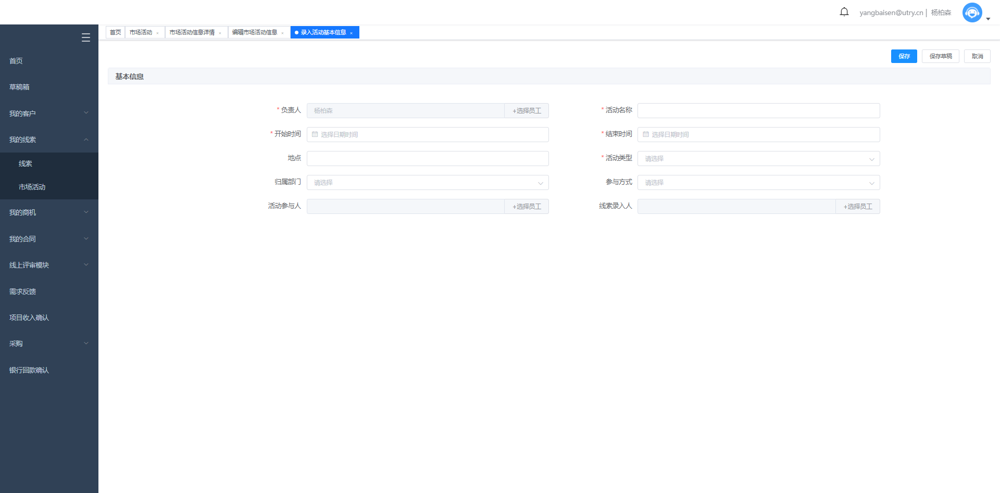 yangbaisen@utry.cn | 杨柏森
首页 市场活动 × 市场活动信息详情 × 编辑市场活动信息 × 录入活动基本信息 ×
保存 保存草稿 取消
首页
草稿箱
我的客户
我的线索
线索
市场活动
我的商机
我的合同
线上评审模块
需求反馈
项目收入确认
采购
银行回款确认
基本信息
* 负责人 杨柏森 +选择员工 * 活动名称
* 开始时间 选择日期时间 * 结束时间 选择日期时间
地点 * 活动类型 请选择
归属部门 请选择 参与方式 请选择
活动参与人 +选择员工 线索录入人 +选择员工